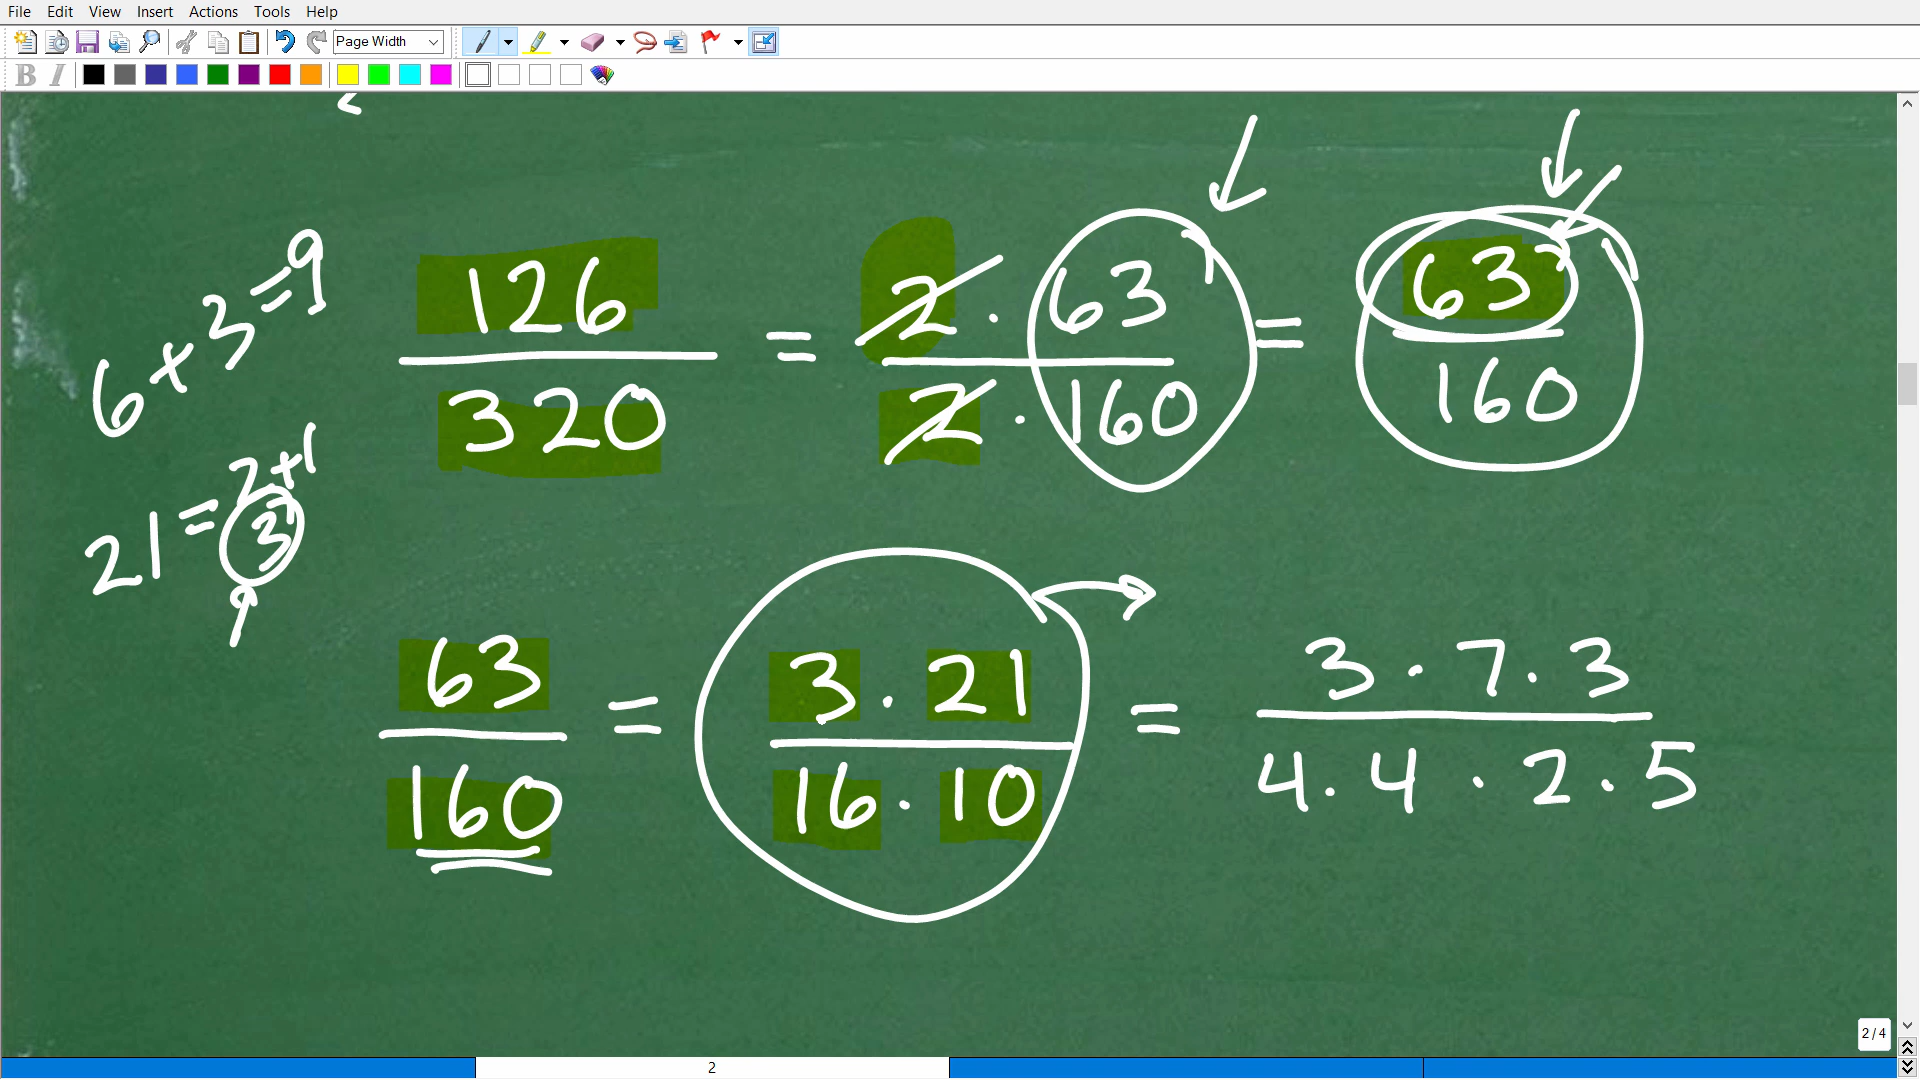 File Edit View Insert Actions Tools Help
Page Width
B I
6 + 3 = 9
126 / 320 = 2 · 63 / 2 · 160 = 63 / 160
2+1
21 = 3
63 / 160 = 3 · 21 / 16 · 10 = 3 · 7 · 3 / 4 · 4 · 2 · 5
2 / 4
2